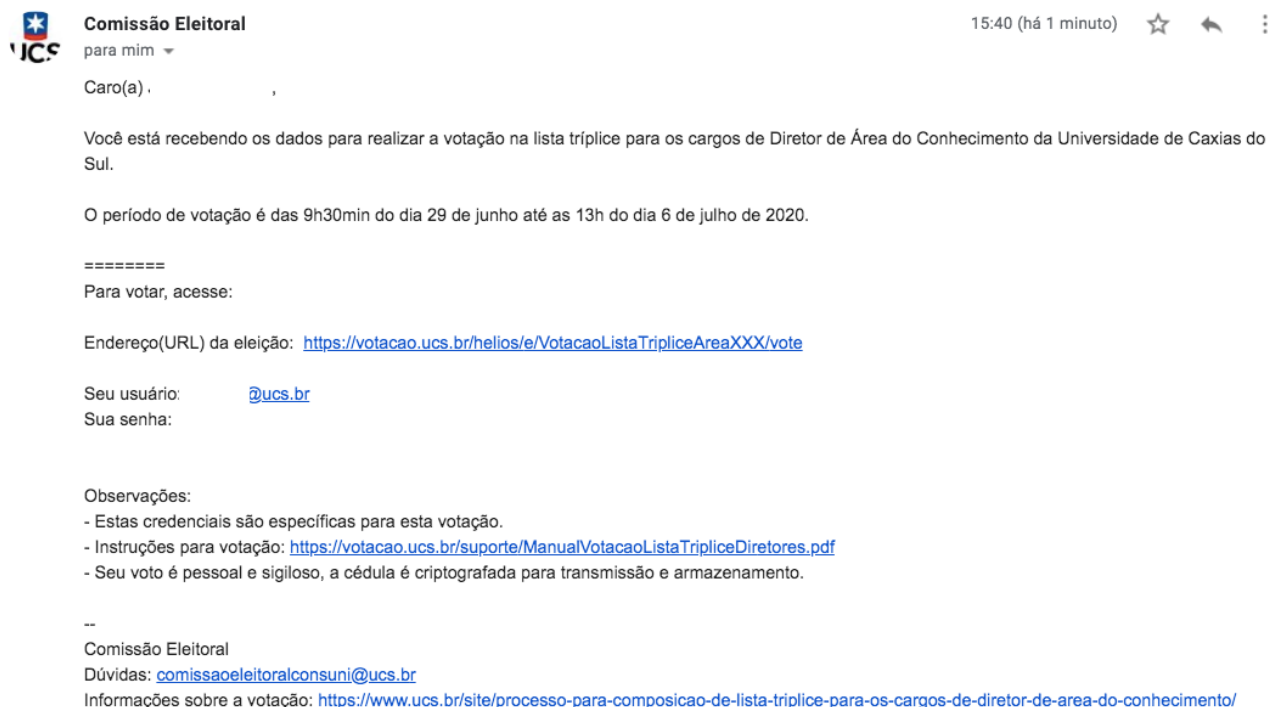 Comissão Eleitoral
15:40 (há 1 minuto)
UCS
para mim
Caro(a) ,
Você está recebendo os dados para realizar a votação na lista tríplice para os cargos de Diretor de Área do Conhecimento da Universidade de Caxias do
Sul.
O período de votação é das 9h30min do dia 29 de junho até as 13h do dia 6 de julho de 2020.
========
Para votar, acesse:
Endereço(URL) da eleição: https://votacao.ucs.br/helios/e/VotacaoListaTripliceAreaXXX/vote
Seu usuário: @ucs.br
Sua senha:
Observações:
- Estas credenciais são específicas para esta votação.
- Instruções para votação: https://votacao.ucs.br/suporte/ManualVotacaoListaTripliceDiretores.pdf
- Seu voto é pessoal e sigiloso, a cédula é criptografada para transmissão e armazenamento.
--
Comissão Eleitoral
Dúvidas: comissaoeleitoralconsuni@ucs.br
Informações sobre a votação: https://www.ucs.br/site/processo-para-composicao-de-lista-triplice-para-os-cargos-de-diretor-de-area-do-conhecimento/